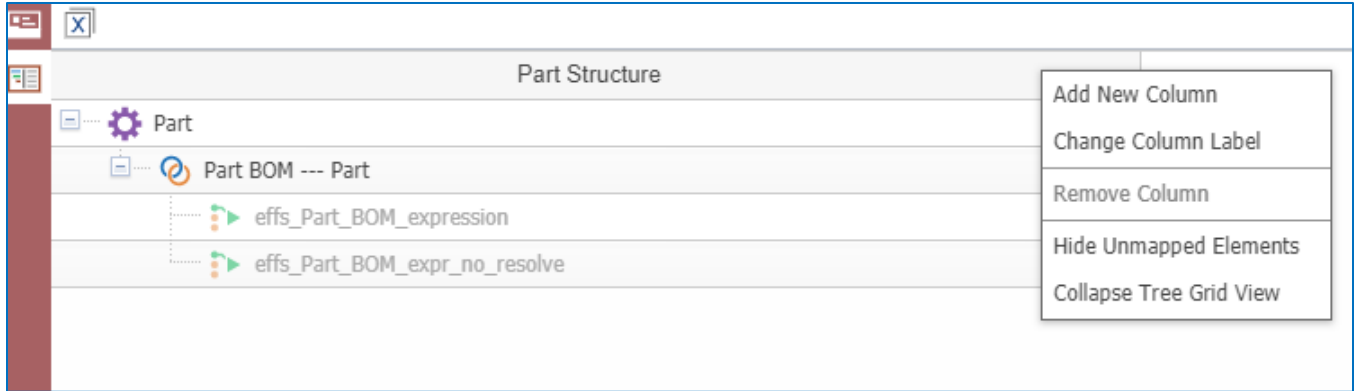 X
Part Structure
Part
Part BOM --- Part
effs_Part_BOM_expression
effs_Part_BOM_expr_no_resolve
Add New Column
Change Column Label
Remove Column
Hide Unmapped Elements
Collapse Tree Grid View